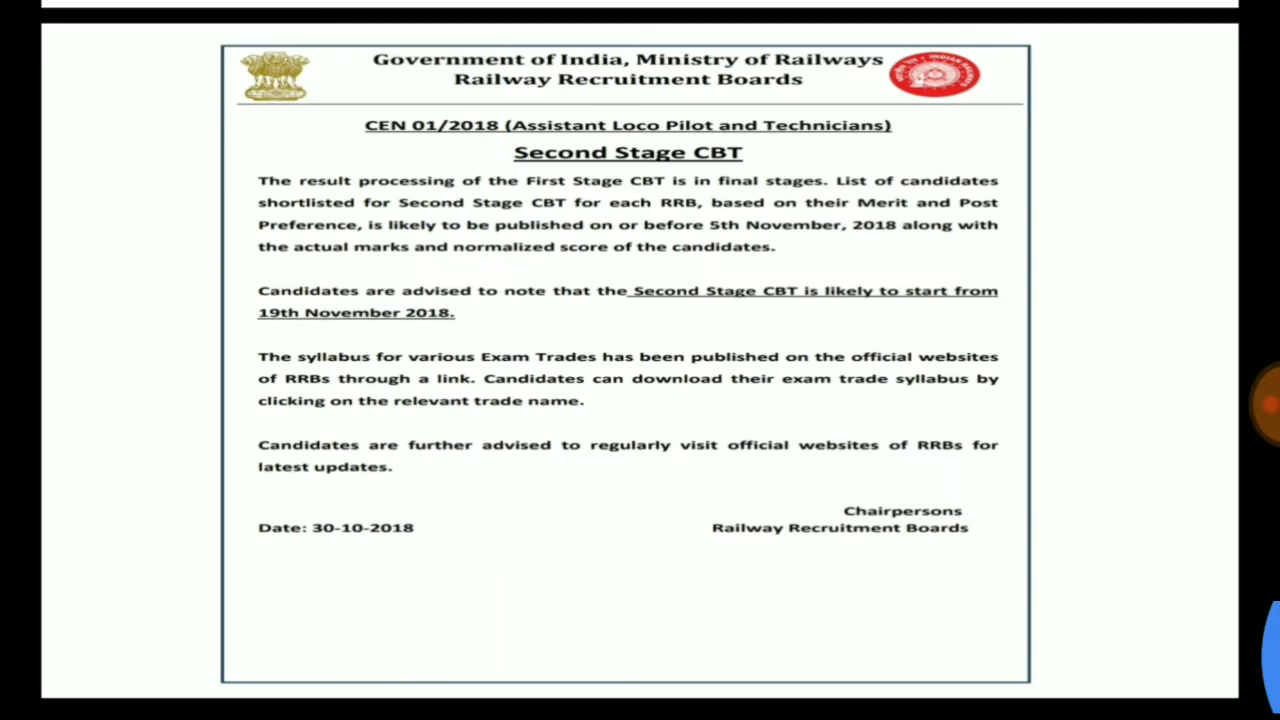 Government of India, Ministry of Railways
Railway Recruitment Boards
CEN 01/2018 (Assistant Loco Pilot and Technicians)
Second Stage CBT
The result processing of the First Stage CBT is in final stages. List of candidates
shortlisted for Second Stage CBT for each RRB, based on their Merit and Post
Preference, is likely to be published on or before 5th November, 2018 along with
the actual marks and normalized score of the candidates.
Candidates are advised to note that the Second Stage CBT is likely to start from
19th November 2018.
The syllabus for various Exam Trades has been published on the official websites
of RRBs through a link. Candidates can download their exam trade syllabus by
clicking on the relevant trade name.
Candidates are further advised to regularly visit official websites of RRBs for
latest updates.
Chairpersons
Date: 30-10-2018 Railway Recruitment Boards